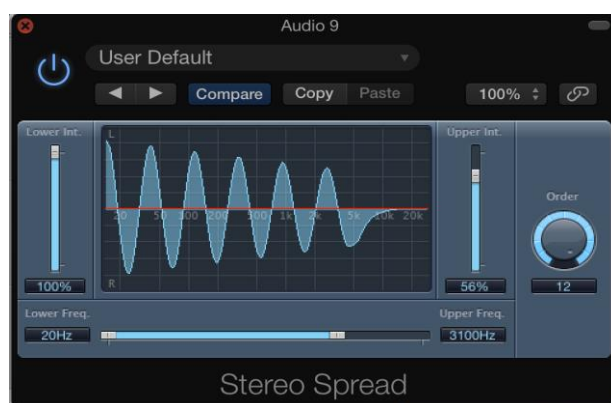 Audio 9
User Default
Compare Copy Paste 100%
Lower Int. L Upper Int.
Order
20 50 100 200 500 1k 2k 5k 10k 20k
R
100% 56% 12
Lower Freq. Upper Freq.
20Hz 3100Hz
Stereo Spread